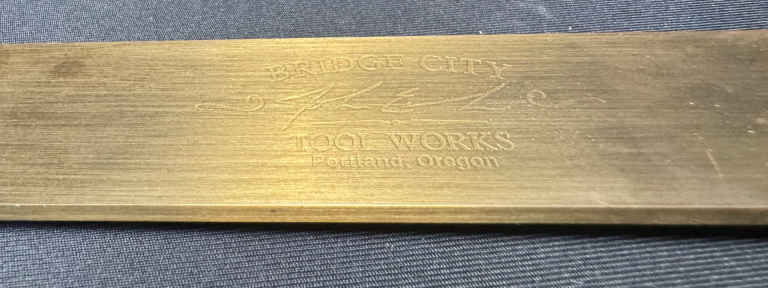 BRIDGE CITY
TOOL WORKS
Portland, Oregon